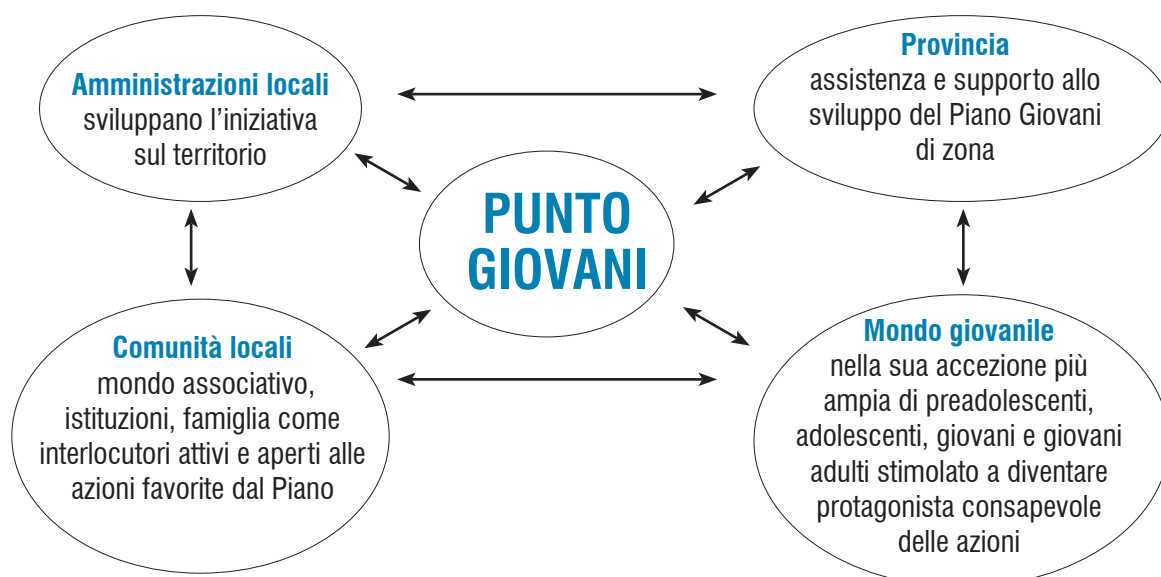 Amministrazioni locali
sviluppano l’iniziativa
sul territorio
Provincia
assistenza e supporto allo
sviluppo del Piano Giovani
di zona
PUNTO
GIOVANI
Comunità locali
mondo associativo,
istituzioni, famiglia come
interlocutori attivi e aperti alle
azioni favorite dal Piano
Mondo giovanile
nella sua accezione più
ampia di preadolescenti,
adolescenti, giovani e giovani
adulti stimolato a diventare
protagonista consapevole
delle azioni